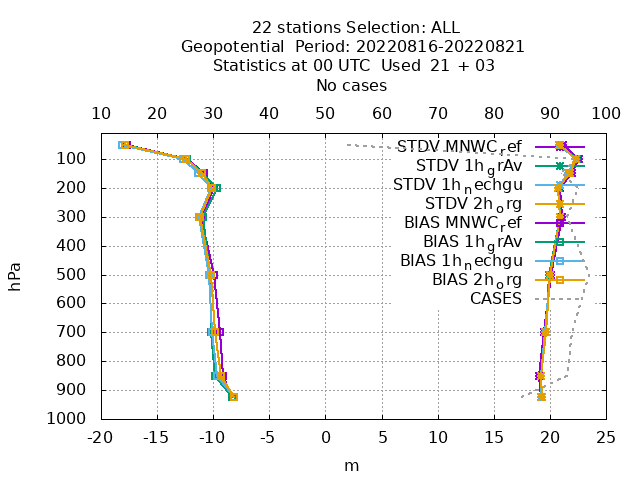 22 stations Selection: ALL
Geopotential  Period: 20220816-20220821
Statistics at 00 UTC  Used 21 + 03
No cases
10 20 30 40 50 60 70 80 90 100
STDV MNWC_ref
STDV 1h_grAv
STDV 1h_nechgu
STDV 2h_org
BIAS MNWC_ref
BIAS 1h_grAv
BIAS 1h_nechgu
BIAS 2h_org
CASES
hPa
100
200
300
400
500
600
700
800
900
1000
-20 -15 -10 -5 0 5 10 15 20 25
m